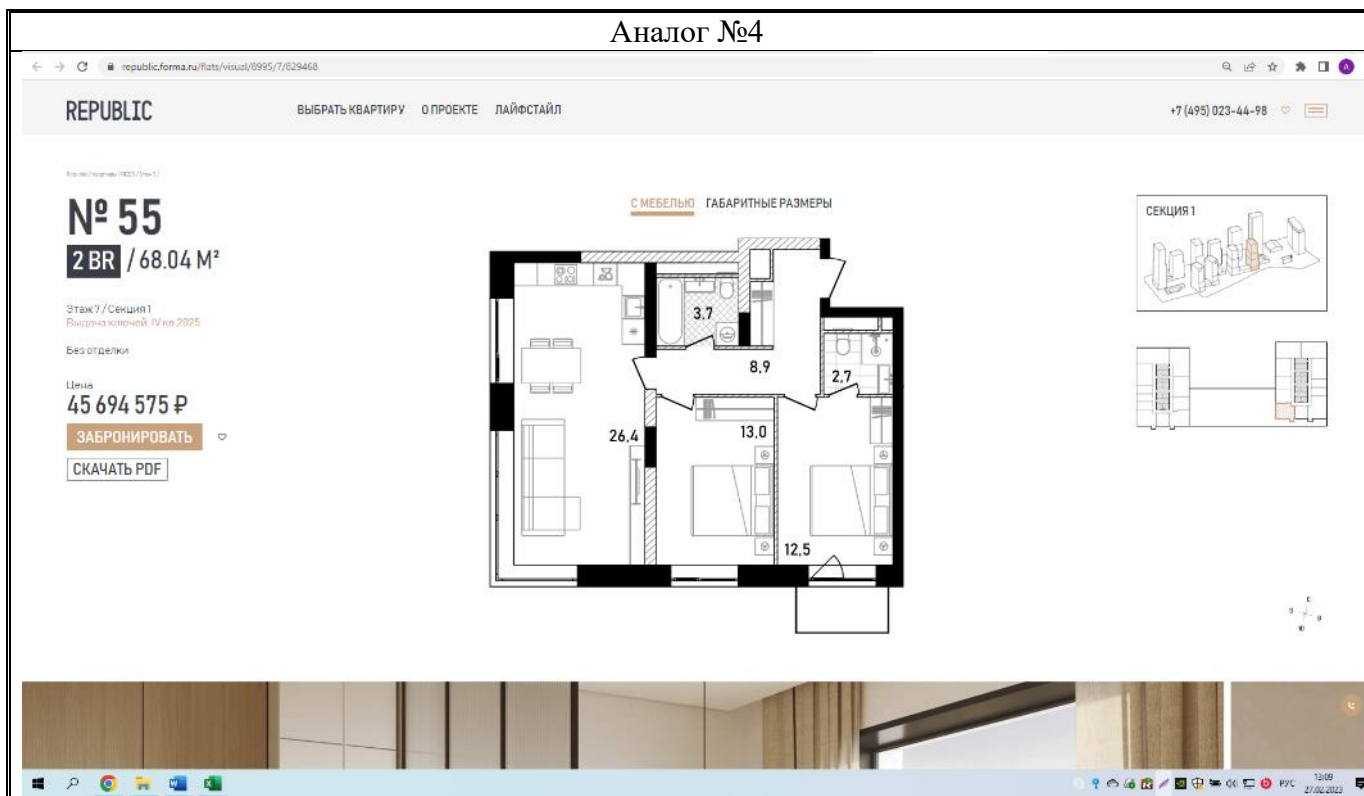 Аналог №4
republic.forma.ru/flats/visual/8995/7/829468
REPUBLIC
ВЫБРАТЬ КВАРТИРУ О ПРОЕКТЕ ЛАЙФСТАЙЛ
+7 (495) 023-44-98
№ 55
2 BR / 68.04 М²
Этаж 7 / Секция 1
Выдача ключей: IV кв 2025
Без отделки
Цена
45 694 575 ₽
ЗАБРОНИРОВАТЬ
СКАЧАТЬ PDF
С МЕБЕЛЬЮ ГАБАРИТНЫЕ РАЗМЕРЫ
3,7
8,9
2,7
26,4
13,0
12,5
СЕКЦИЯ 1
С
З
В
Ю
РУС
13:09
27.02.2023